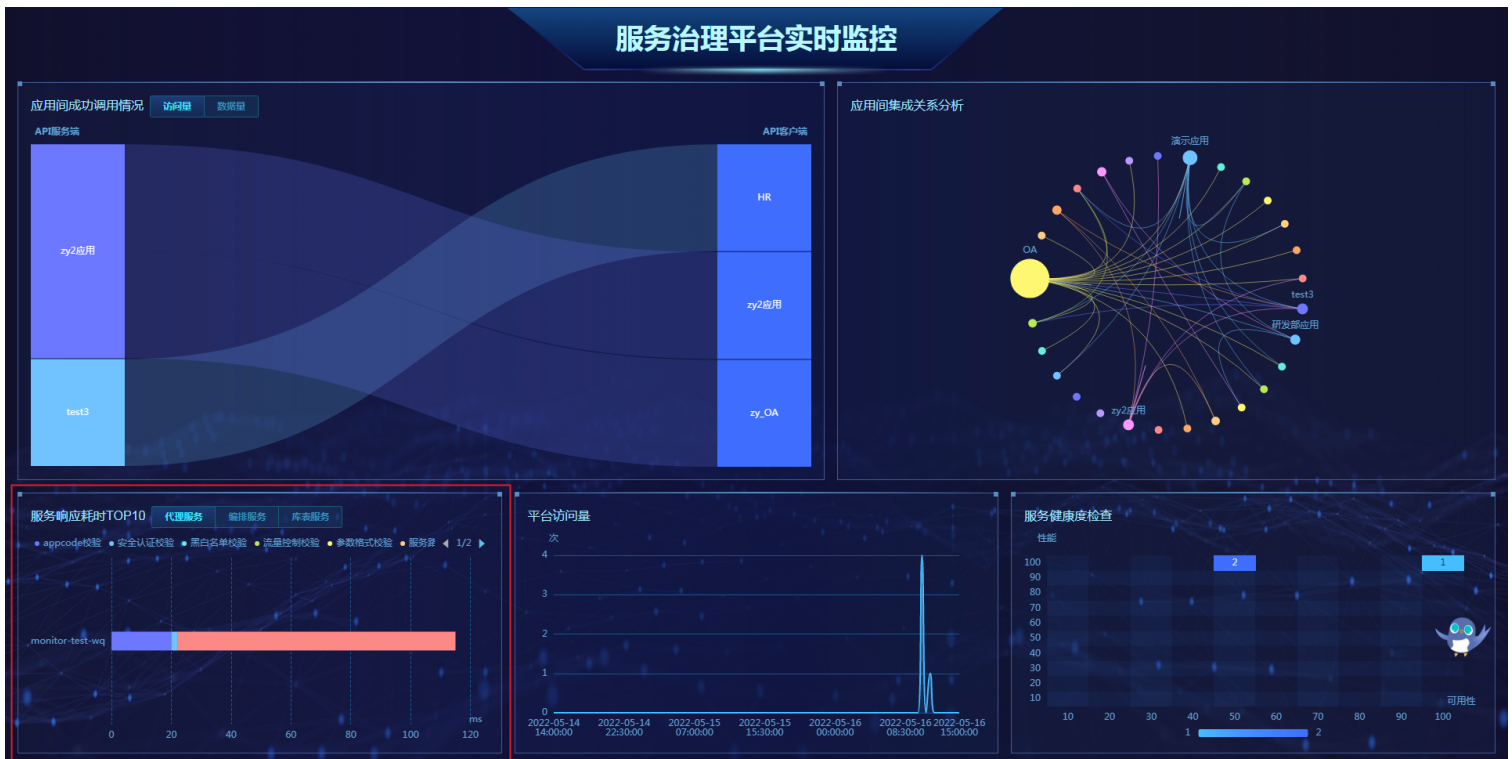 服务治理平台实时监控
应用间成功调用情况 访问量 数据量
API服务端 API客户端
zy2应用
test3
HR
zy2应用
zy_OA
应用间集成关系分析
演示应用
OA
test3
研发部应用
zy2应用
服务响应耗时TOP10 代理服务 编排服务 库表服务
appcode校验 安全认证校验 黑白名单校验 流量控制校验 参数格式校验 服务路 1/2
monitor-test-wq
ms
0 20 40 60 80 100 120
平台访问量
次
4
3
2
1
0
2022-05-14 2022-05-14 2022-05-15 2022-05-15 2022-05-16 2022-05-16 2022-05-16
14:00:00 22:30:00 07:00:00 15:30:00 00:00:00 08:30:00 15:00:00
服务健康度检查
性能
100 2 1
90
80
70
60
50
40
30
20
10
可用性
10 20 30 40 50 60 70 80 90 100
1 2